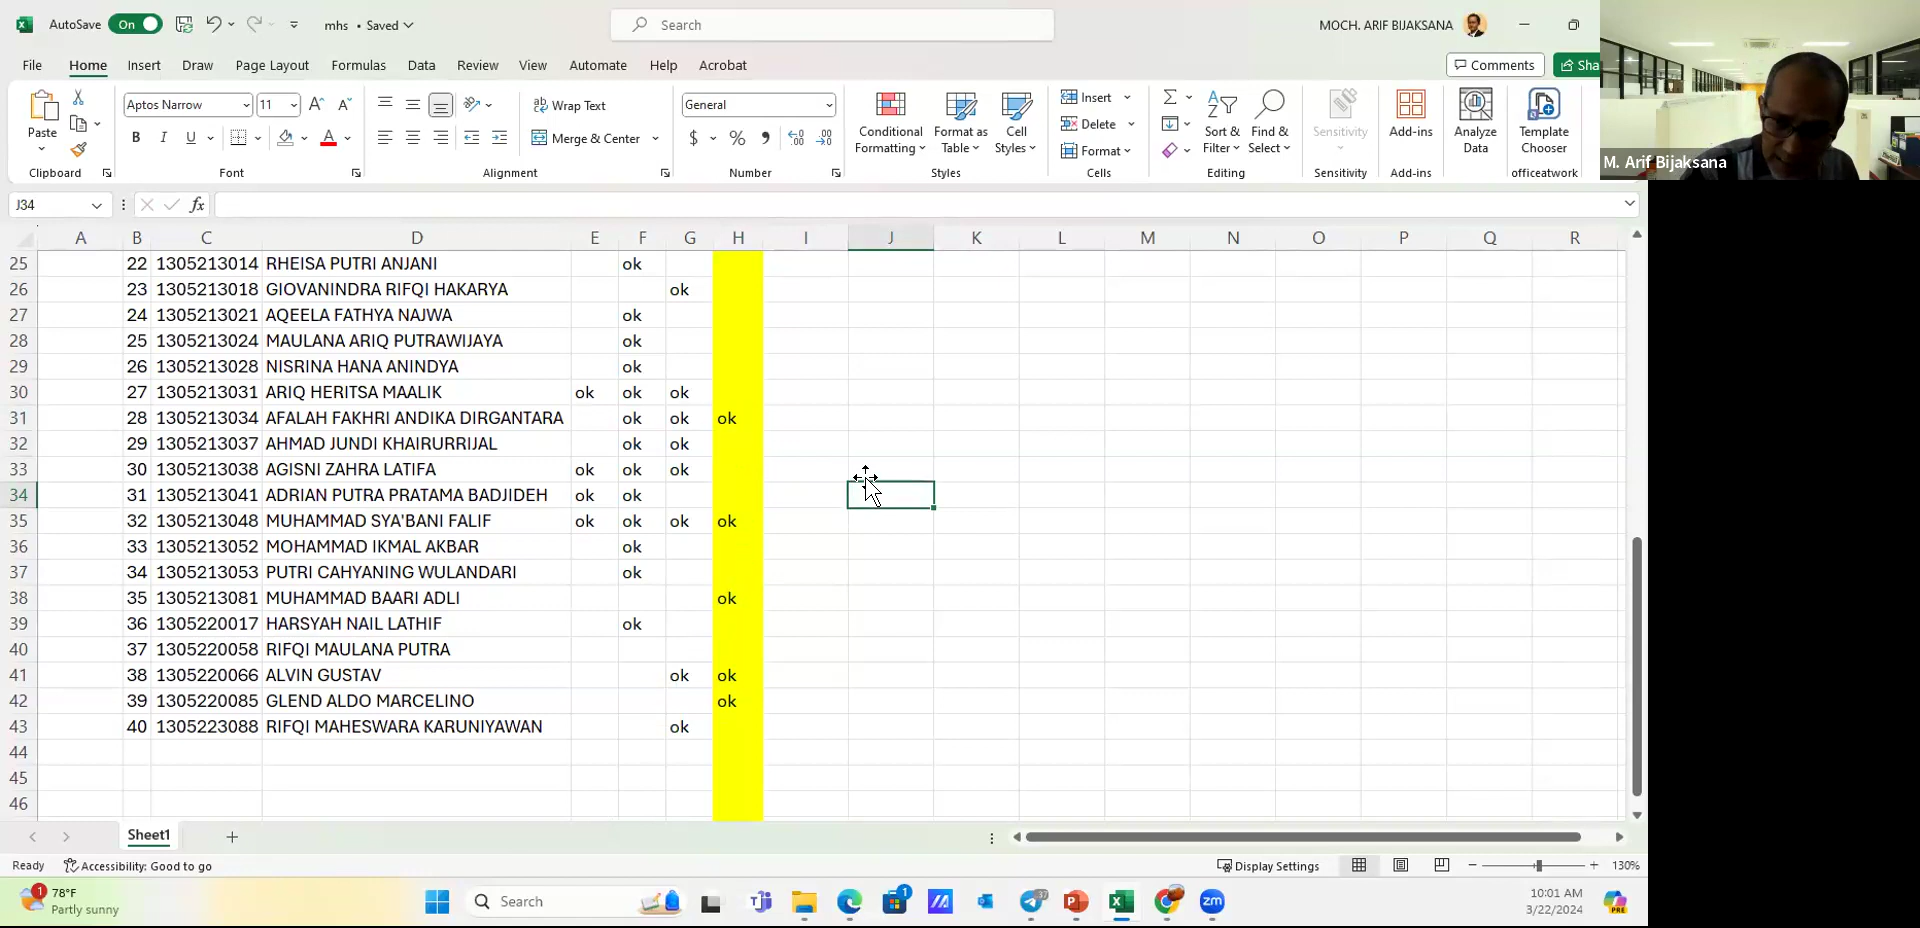 AutoSave On mhs • Saved Search MOCH. ARIF BIJAKSANA
File Home Insert Draw Page Layout Formulas Data Review View Automate Help Acrobat Comments Sha
Paste Aptos Narrow 11 Wrap Text General Conditional Formatting Format as Table Cell Styles Insert Sort & Filter Find & Select Sensitivity Add-ins Analyze Data Template Chooser
B I U Merge & Center $ % Delete
Format
Clipboard Font Alignment Number Styles Cells Editing Sensitivity Add-ins officeatwork
M. Arif Bijaksana
J34 fx
A B C D E F G H I J K L M N O P Q R
25 22 1305213014 RHEISA PUTRI ANJANI ok
26 23 1305213018 GIOVANINDRA RIFQI HAKARYA ok
27 24 1305213021 AQEELA FATHYA NAJWA ok
28 25 1305213024 MAULANA ARIQ PUTRAWIJAYA ok
29 26 1305213028 NISRINA HANA ANINDYA ok
30 27 1305213031 ARIQ HERITSA MAALIK ok ok ok
31 28 1305213034 AFALAH FAKHRI ANDIKA DIRGANTARA ok ok ok
32 29 1305213037 AHMAD JUNDI KHAIRURRIJAL ok ok
33 30 1305213038 AGISNI ZAHRA LATIFA ok ok ok
34 31 1305213041 ADRIAN PUTRA PRATAMA BADJIDEH ok ok
35 32 1305213048 MUHAMMAD SYA'BANI FALIF ok ok ok ok
36 33 1305213052 MOHAMMAD IKMAL AKBAR ok
37 34 1305213053 PUTRI CAHYANING WULANDARI ok
38 35 1305213081 MUHAMMAD BAARI ADLI ok
39 36 1305220017 HARSYAH NAIL LATHIF ok
40 37 1305220058 RIFQI MAULANA PUTRA
41 38 1305220066 ALVIN GUSTAV ok ok
42 39 1305220085 GLEND ALDO MARCELINO ok
43 40 1305223088 RIFQI MAHESWARA KARUNIYAWAN ok
44
45
46
Sheet1
Ready Accessibility: Good to go Display Settings 130%
78°F
Partly sunny
Search
10:01 AM
3/22/2024